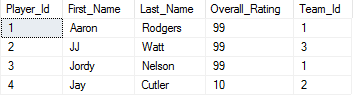 Player_Id First_Name Last_Name Overall_Rating Team_Id
1 Aaron Rodgers 99 1
2 JJ Watt 99 3
3 Jordy Nelson 99 1
4 Jay Cutler 10 2